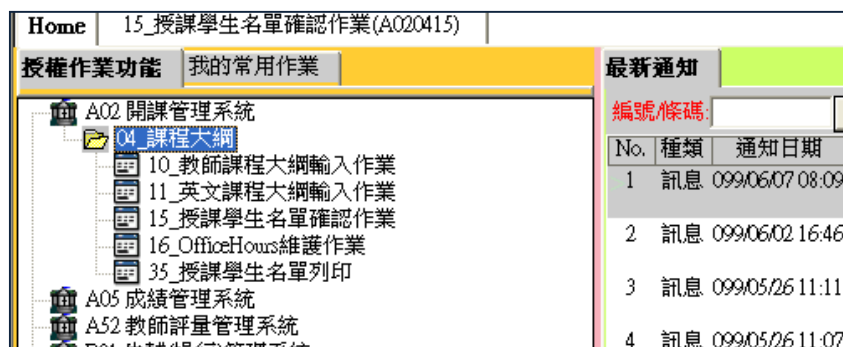 Home 15_授課學生名單確認作業(A020415)
授權作業功能 我的常用作業
A02 開課管理系統
04_課程大綱
10_教師課程大綱輸入作業
11_英文課程大綱輸入作業
15_授課學生名單確認作業
16_OfficeHours維護作業
35_授課學生名單列印
A05 成績管理系統
A52 教師評量管理系統
最新通知
編號/條碼:
No. 種類 通知日期
1 訊息 099/06/07 08:09
2 訊息 099/06/02 16:46
3 訊息 099/05/26 11:11
4 訊息 099/05/26 11:07